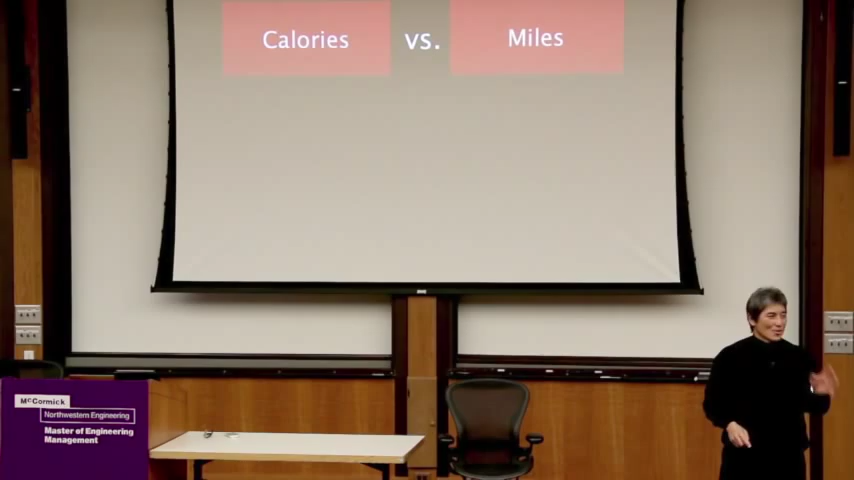 Calories vs. Miles
McCormick
Northwestern Engineering
Master of Engineering
Management